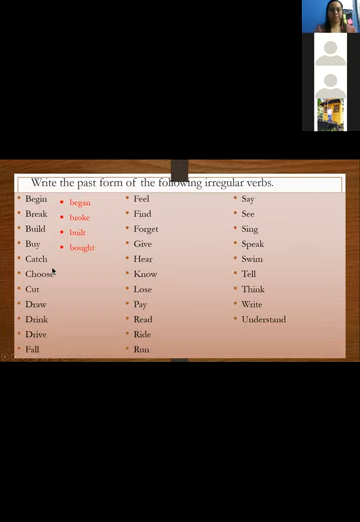 Write the past form of the following irregular verbs.
Begin
Break
Build
Buy
Catch
Choose
Cut
Draw
Drink
Drive
Fall
began
broke
built
bought
Feel
Find
Forget
Give
Hear
Know
Lose
Pay
Read
Ride
Run
Say
See
Sing
Speak
Swim
Tell
Think
Write
Understand